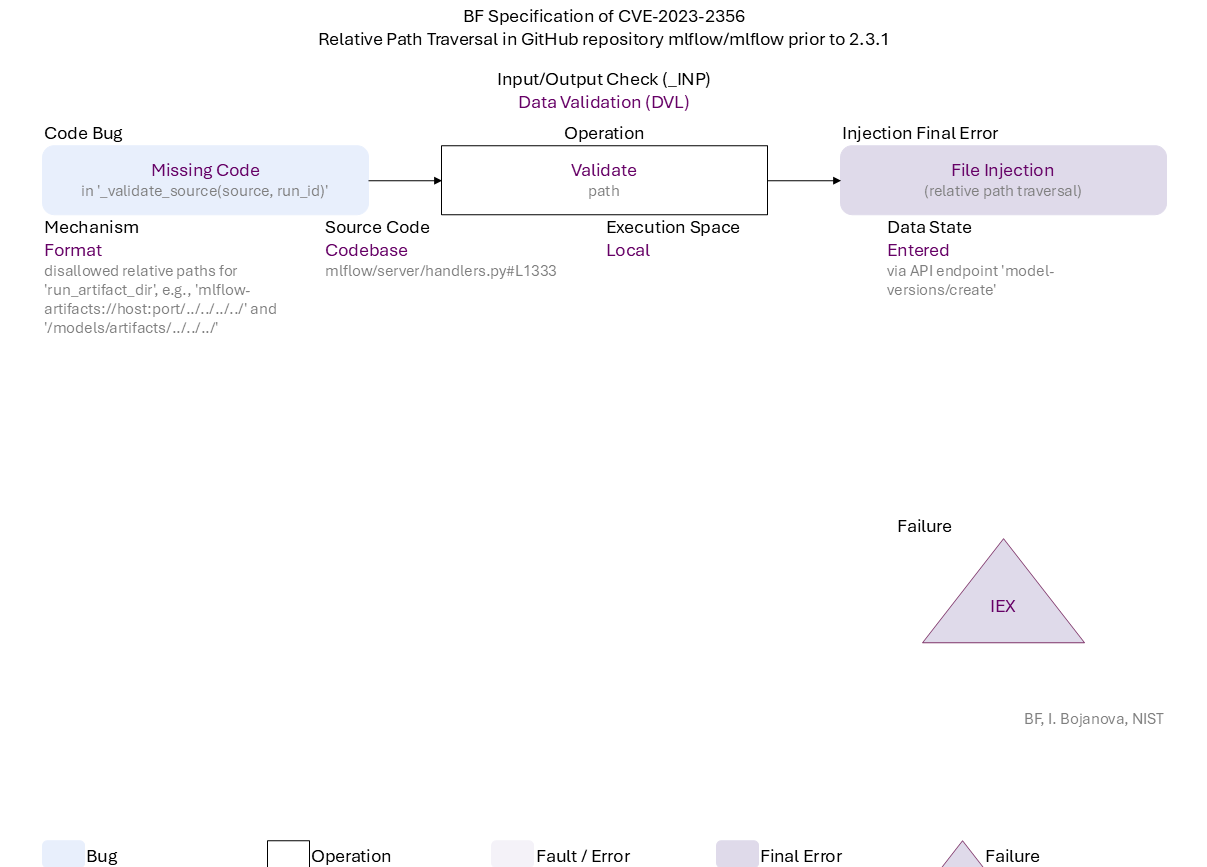 BF Specification of CVE-2023-2356
Relative Path Traversal in GitHub repository mlflow/mlflow prior to 2.3.1
Input/Output Check (_INP)
Data Validation (DVL)
Code Bug
Operation
Injection Final Error
Missing Code
in '_validate_source(source, run_id)'
Validate
path
File Injection
(relative path traversal)
Mechanism
Format
disallowed relative paths for
'run_artifact_dir', e.g., 'mlflow-
artifacts://host:port/../../../../' and
'/models/artifacts/../../../'
Source Code
Codebase
mlflow/server/handlers.py#L1333
Execution Space
Local
Data State
Entered
via API endpoint 'model-
versions/create'
Failure
IEX
BF, I. Bojanova, NIST
Bug
Operation
Fault / Error
Final Error
Failure